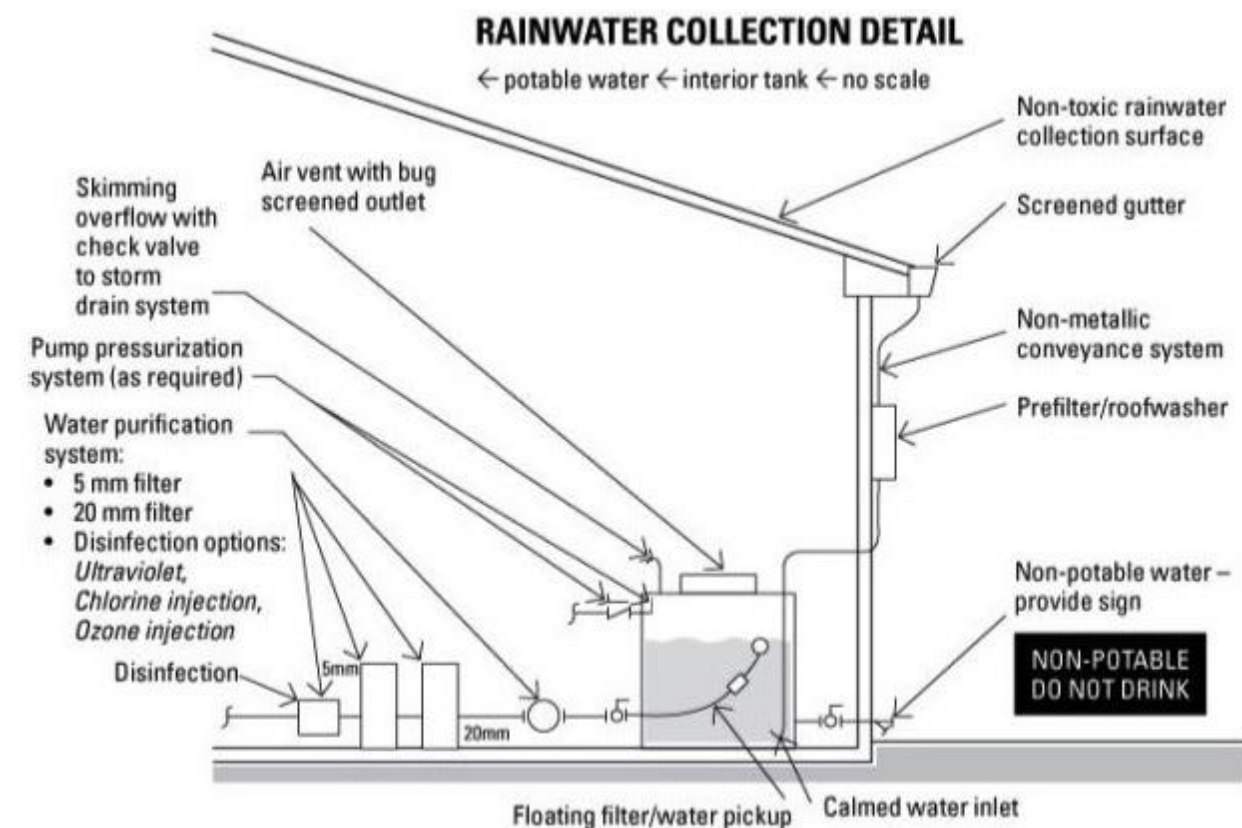 RAINWATER COLLECTION DETAIL
← potable water ← interior tank ← no scale
Non-toxic rainwater
collection surface
Screened gutter
Non-metallic
conveyance system
Prefilter/roofwasher
Air vent with bug
screened outlet
Skimming
overflow with
check valve
to storm
drain system
Pump pressurization
system (as required)
Water purification
system:
• 5 mm filter
• 20 mm filter
• Disinfection options:
Ultraviolet,
Chlorine injection,
Ozone injection
Disinfection
5mm
20mm
Non-potable water –
provide sign
NON-POTABLE
DO NOT DRINK
Floating filter/water pickup
Calmed water inlet